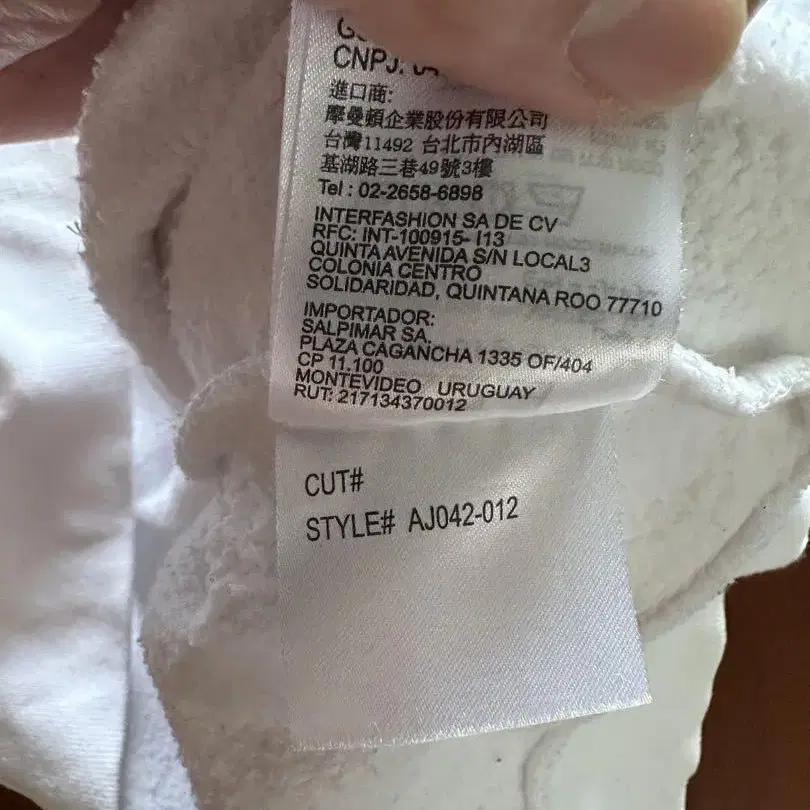 CNPJ:
進口商:
摩曼頓企業股份有限公司
台灣11492 台北市內湖區
基湖路三巷49號3樓
Tel : 02-2658-6898
INTERFASHION SA DE CV
RFC: INT-100915- I13
QUINTA AVENIDA S/N LOCAL3
COLONIA CENTRO
SOLIDARIDAD, QUINTANA ROO 77710
IMPORTADOR:
SALPIMAR SA.
PLAZA CAGANCHA 1335 OF/404
CP 11.100
MONTEVIDEO URUGUAY
RUT: 217134370012
CUT#
STYLE# AJ042-012